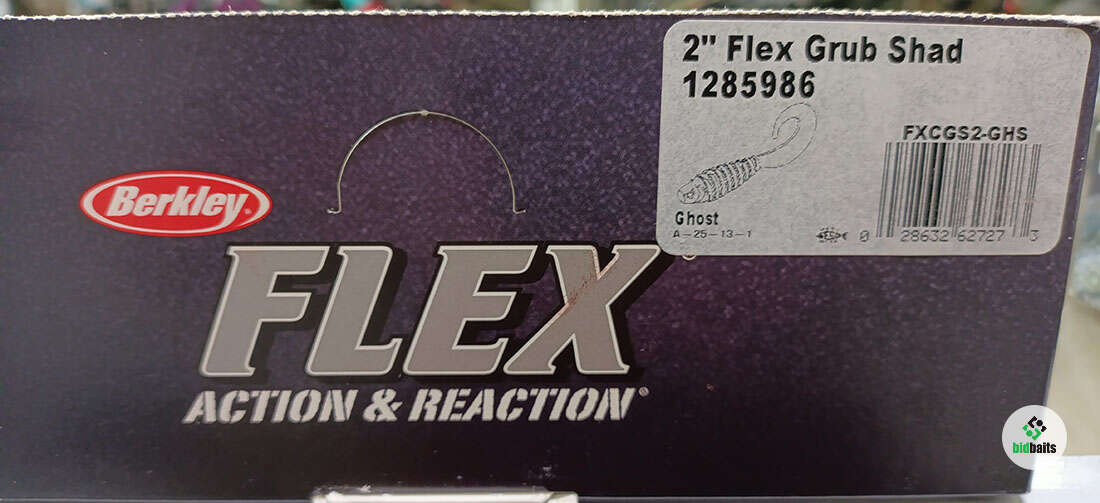 2" Flex Grub Shad
1285986
FXCGS2-GHS
Ghost
A-25-13-1
0 28632 62727 3
Berkley
FLEX
ACTION & REACTION®
bidbaits